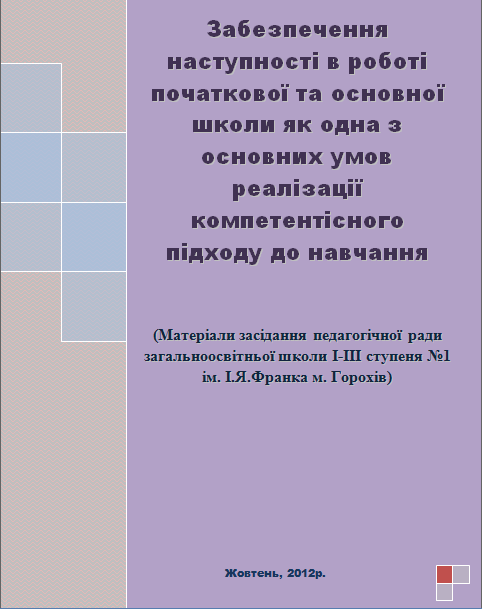 Забезпечення
наступності в роботі
початкової та основної
школи як одна з
основних умов
реалізації
компетентісного
підходу до навчання
(Матеріали засідання педагогічної ради
загальноосвітньої школи І-ІІІ ступеня №1
ім. І.Я.Франка м. Горохів)
Жовтень, 2012р.